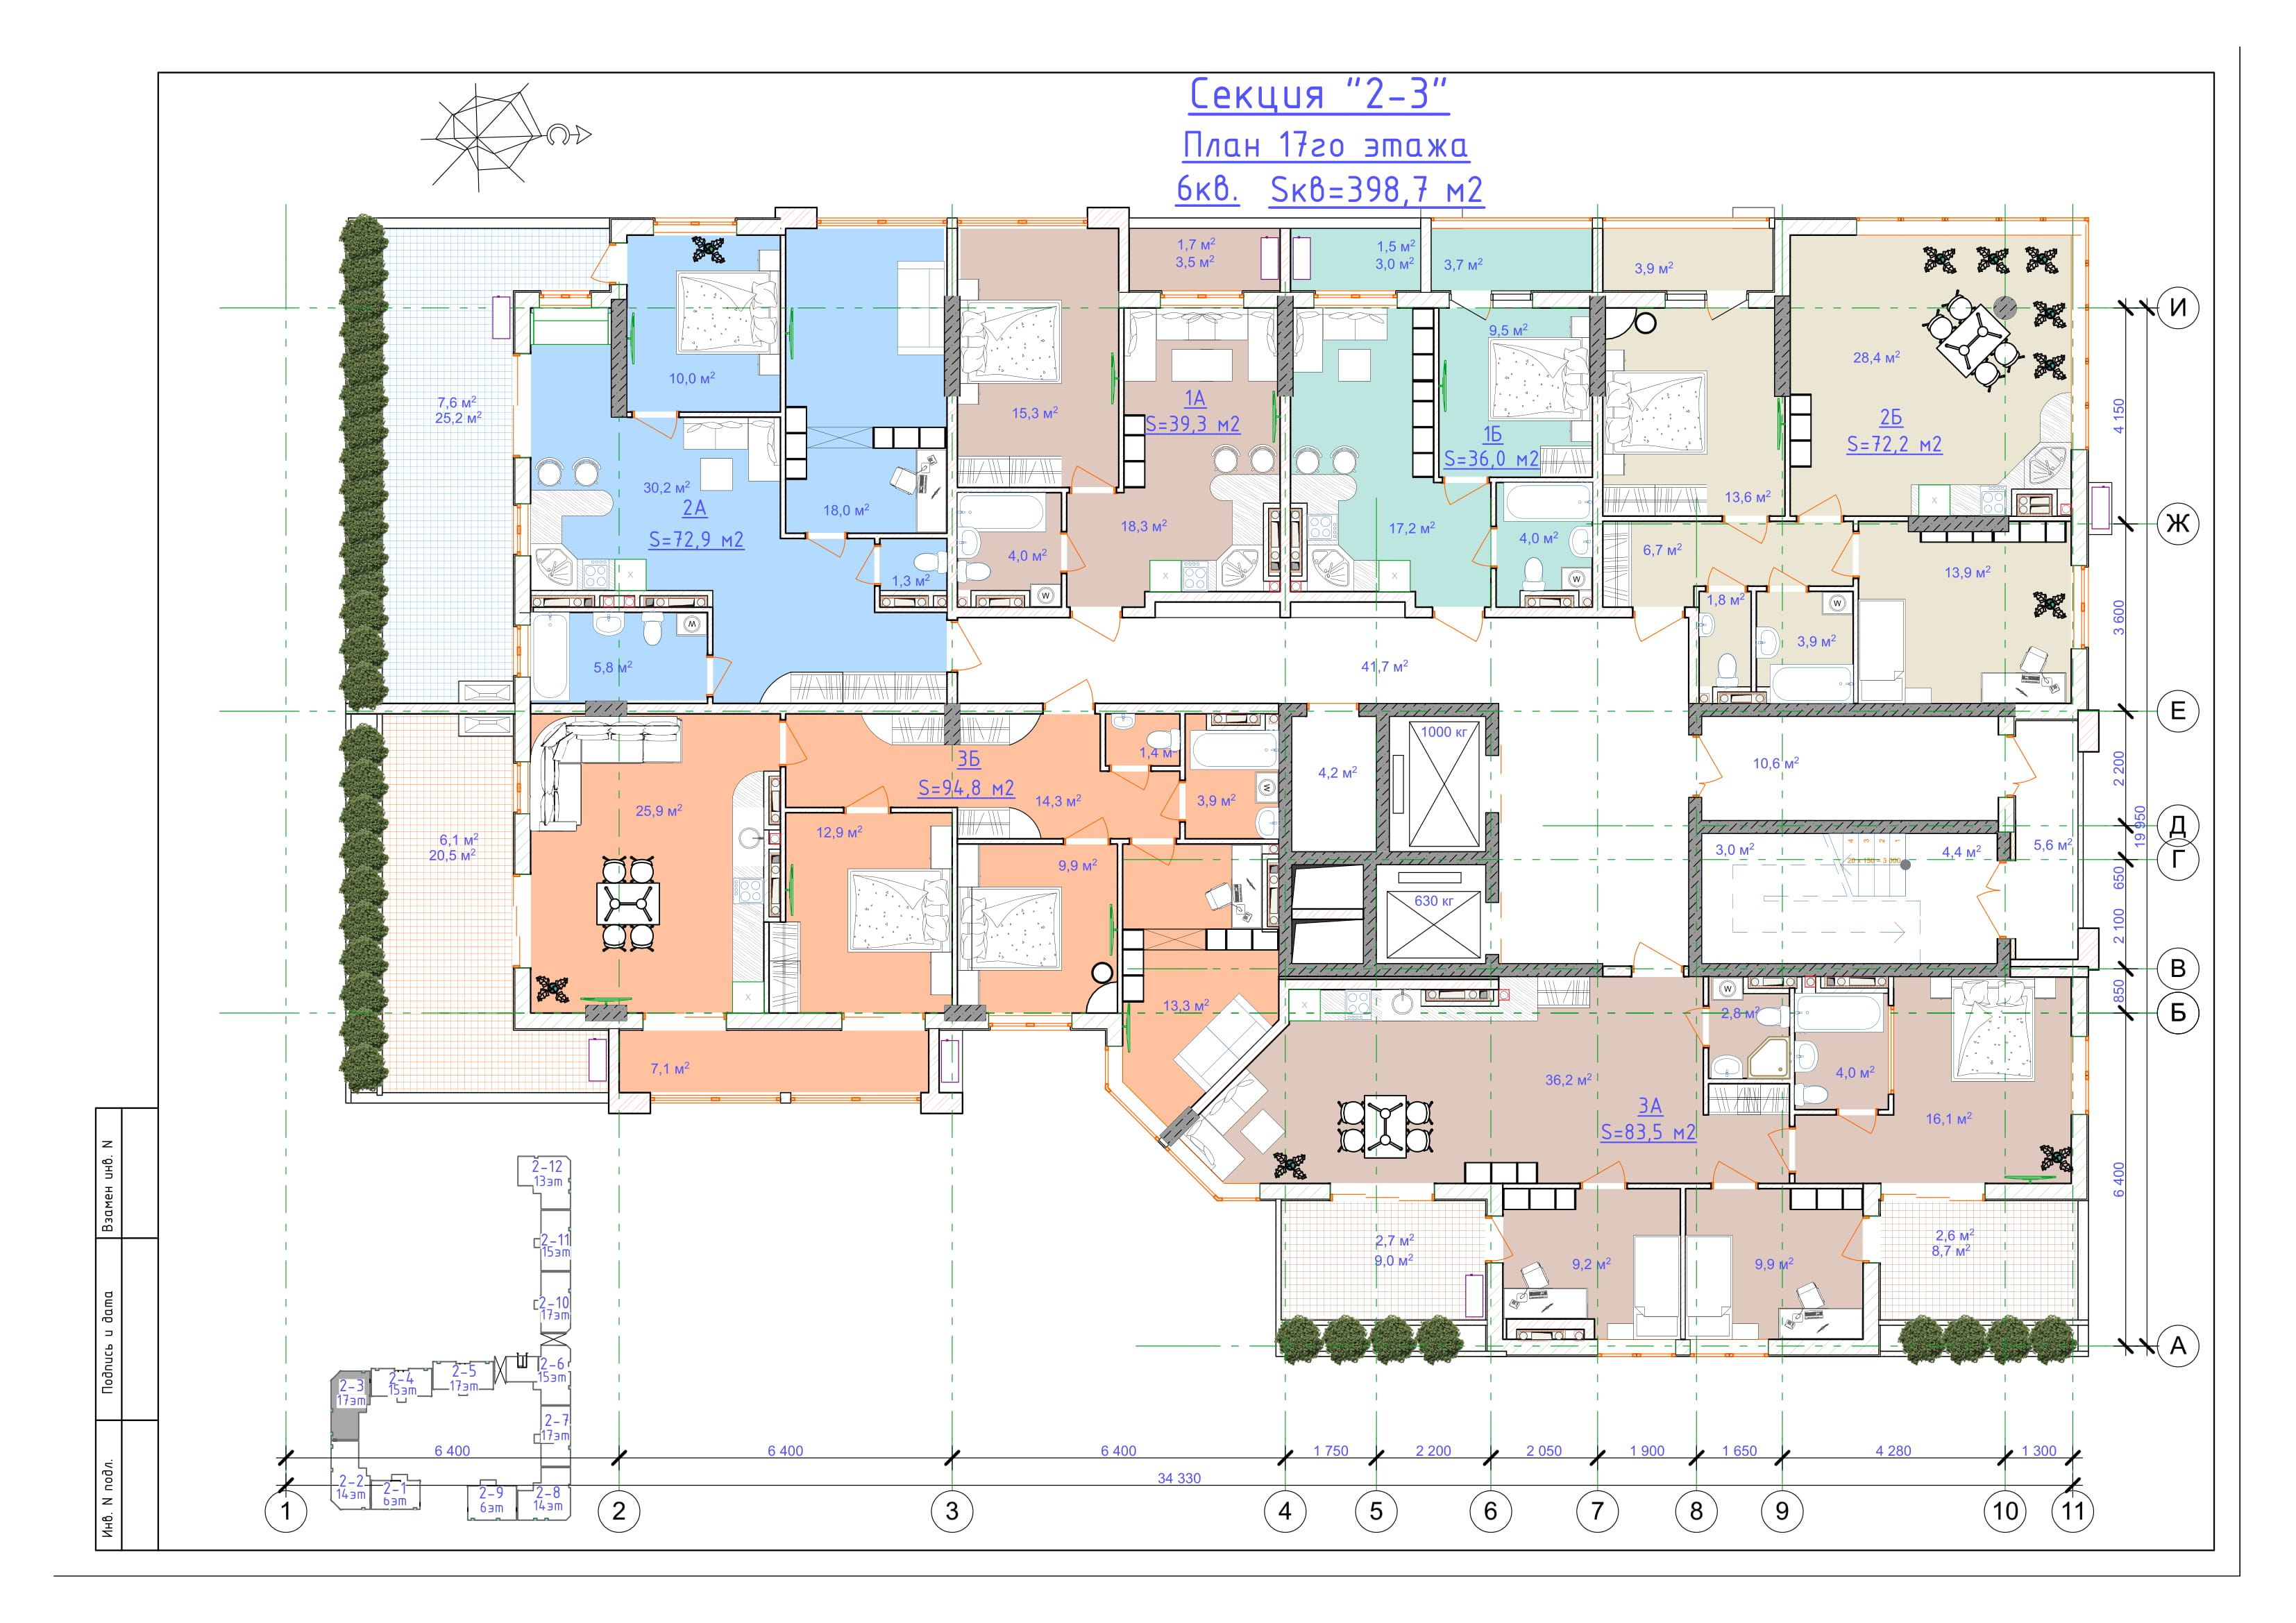 Секция "2-3"
План 17го этажа
6кв. Sкв=398,7 м2
7,6 м²
25,2 м²
10,0 м²
30,2 м²
2А
S=72,9 м2
18,0 м²
1,3 м²
5,8 м²
15,3 м²
4,0 м²
1,7 м²
3,5 м²
1А
S=39,3 м2
18,3 м²
1,5 м²
3,0 м²
3,7 м²
9,5 м²
1Б
S=36,0 м2
17,2 м²
4,0 м²
3,9 м²
13,6 м²
28,4 м²
2Б
S=72,2 м2
6,7 м²
1,8 м²
3,9 м²
13,9 м²
W
W
W
W
41,7 м²
6,1 м²
20,5 м²
25,9 м²
3Б
S=94,8 м2
14,3 м²
1,4 м
3,9 м²
W
12,9 м²
9,9 м²
13,3 м²
7,1 м²
4,2 м²
1000 кг
630 кг
10,6 м²
3,0 м²
4,4 м²
5,6 м²
4 3 2 1
20 x 150 = 3 000
W
2,8 м²
36,2 м²
3А
S=83,5 м2
4,0 м²
16,1 м²
2,7 м²
9,0 м²
9,2 м²
9,9 м²
2,6 м²
8,7 м²
X
X
X
X
X
X
И
Ж
Е
Д
Г
В
Б
А
4 150
3 600
2 200
650
2 100
850
6 400
19 950
6 400
6 400
6 400
1 750
2 200
2 050
1 900
1 650
4 280
1 300
34 330
1
2
3
4
5
6
7
8
9
10
11
2-12
13эт
2-11
15эт
2-10
17эт
2-6
15эт
2-5
17эт
2-4
15эт
2-3
17эт
2-7
17эт
2-2
14эт
2-1
6эт
2-9
6эт
2-8
14эт
Взамен инв. N
Подпись и дата
Инв. N подл.